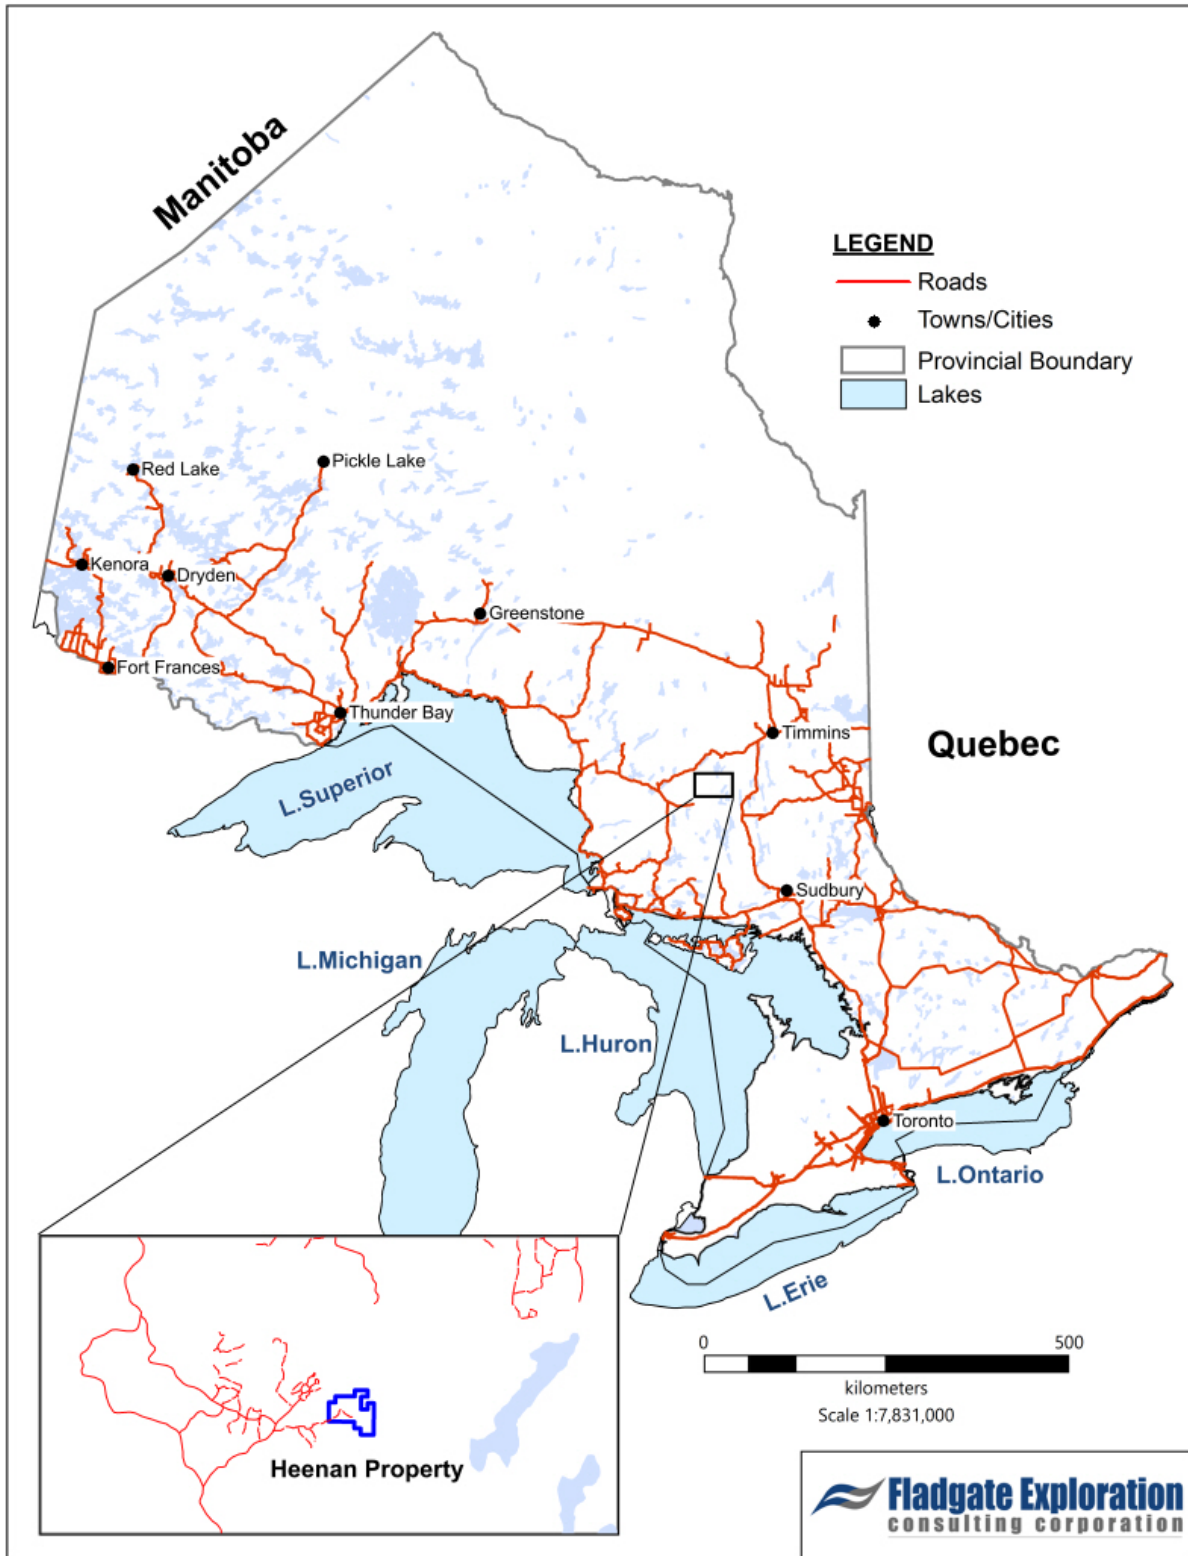 Manitoba
LEGEND
Roads
Towns/Cities
Provincial Boundary
Lakes
Red Lake
Pickle Lake
Kenora
Dryden
Greenstone
Fort Frances
Thunder Bay
Timmins
Quebec
L.Superior
Sudbury
L.Michigan
L.Huron
Toronto
L.Ontario
L.Erie
0 500
kilometers
Scale 1:7,831,000
Heenan Property
Fladgate Exploration
consulting corporation